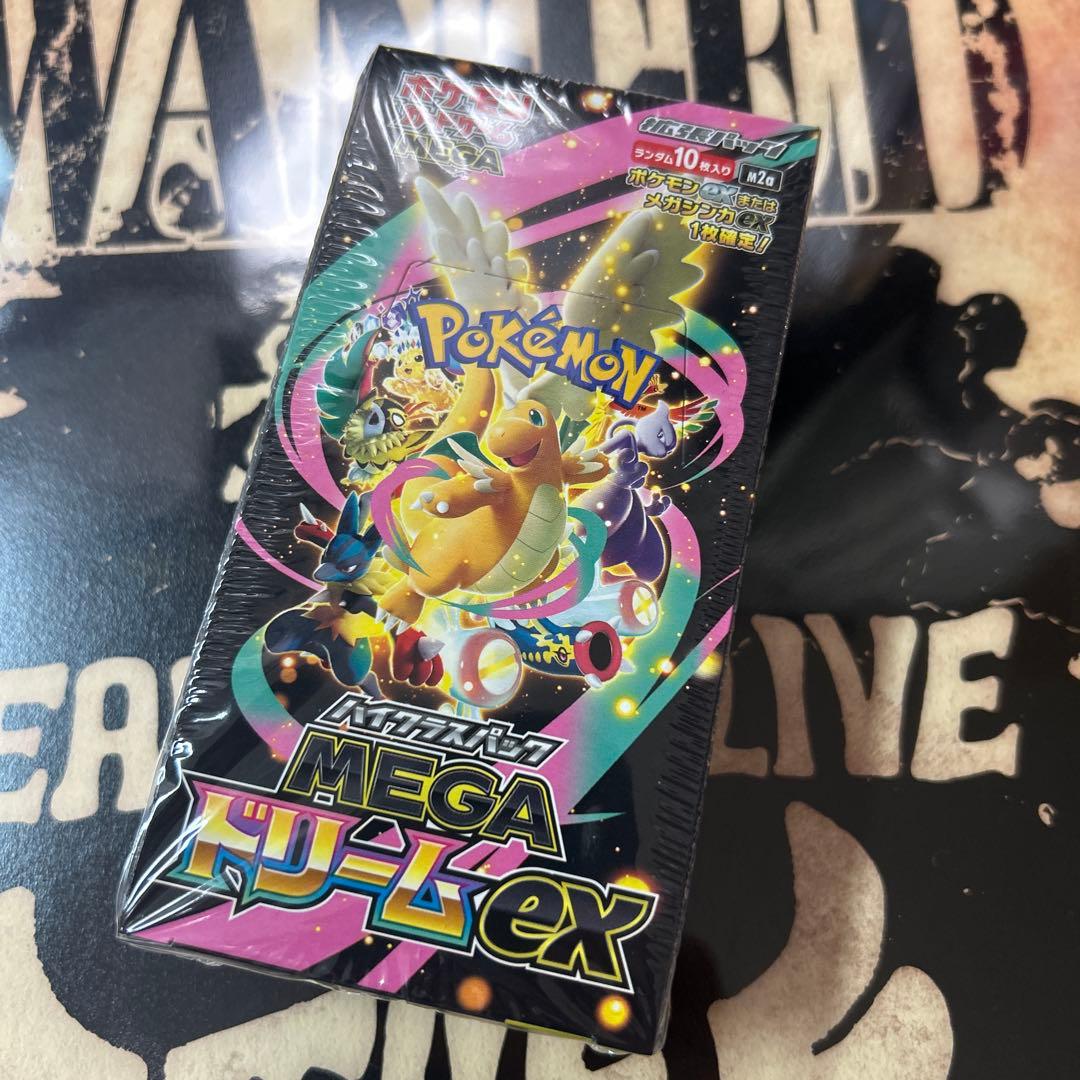 WANTED
ポケモン
カードゲーム
MEGA
拡張パック
ランダム10枚入り M2a
ポケモンexまたは
メガシンカex
1枚確定！
POKÉMON
TM
LIVE
ハイクラスパック
MEGA
ドリームex